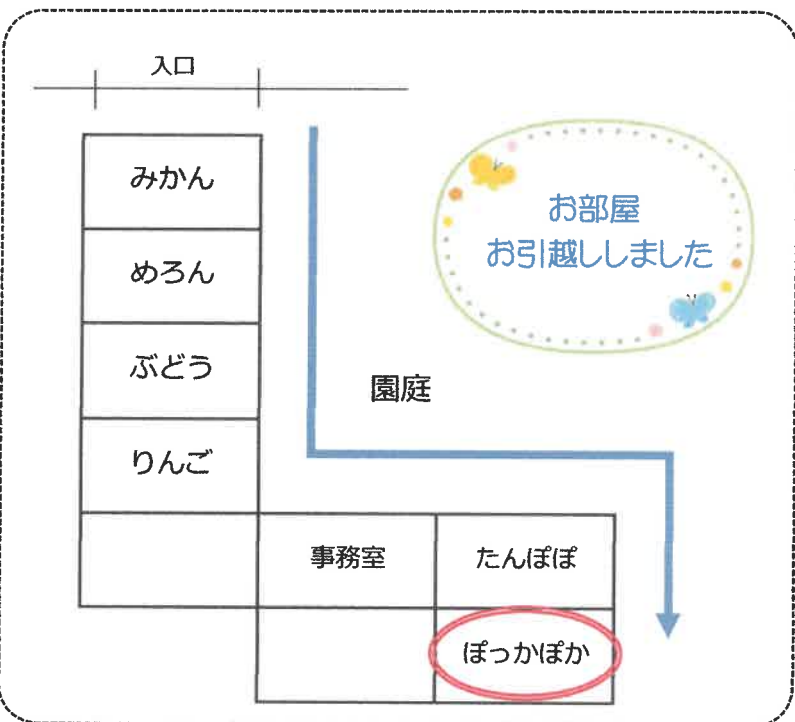 入口
みかん
お部屋
お引越ししました
めろん
ぶどう
園庭
りんご
事務室
たんぽぽ
ぽっかぽか